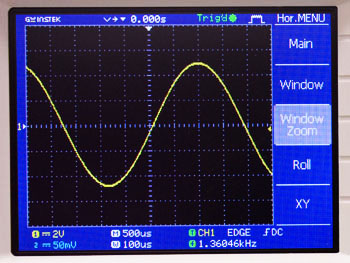 GW INSTEK 0.000s Trig'd Hor.MENU
Main
Window
Window
Zoom
Roll
XY
1
1 2V M 500us T CH1 EDGE DC
2 50mV W 100us f 1.36046kHz